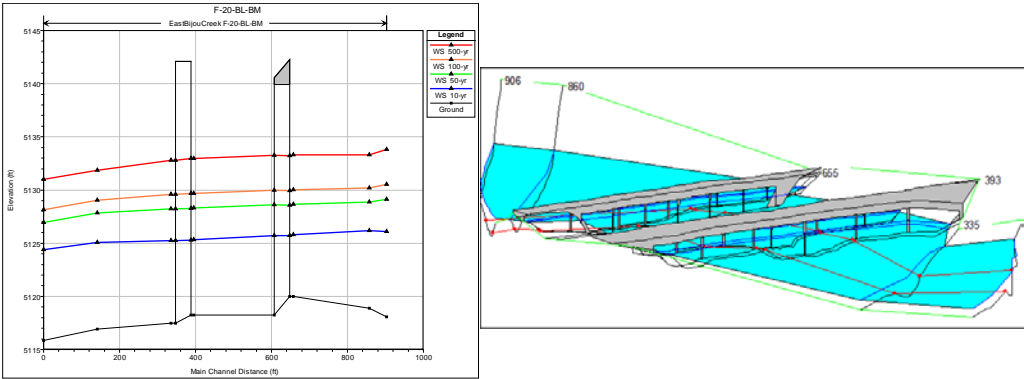 F-20-BL-BM
EastBijouCreek F-20-BL-BM
Legend
WS 500-yr
WS 100-yr
WS 50-yr
WS 10-yr
Ground
5145
5140
5135
5130
5125
5120
5115
Elevation (ft)
0 200 400 600 800 1000
Main Channel Distance (ft)
906
860
655
393
335